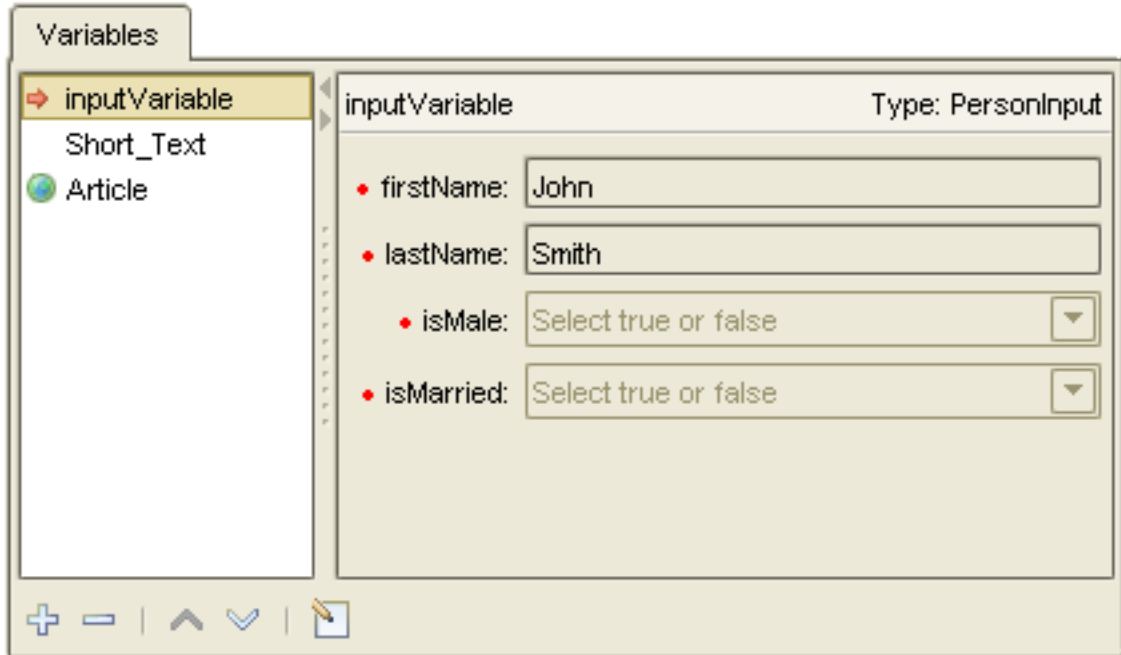 Variables
inputVariable
Short_Text
Article
inputVariable Type: PersonInput
firstName: John
lastName: Smith
isMale: Select true or false
isMarried: Select true or false